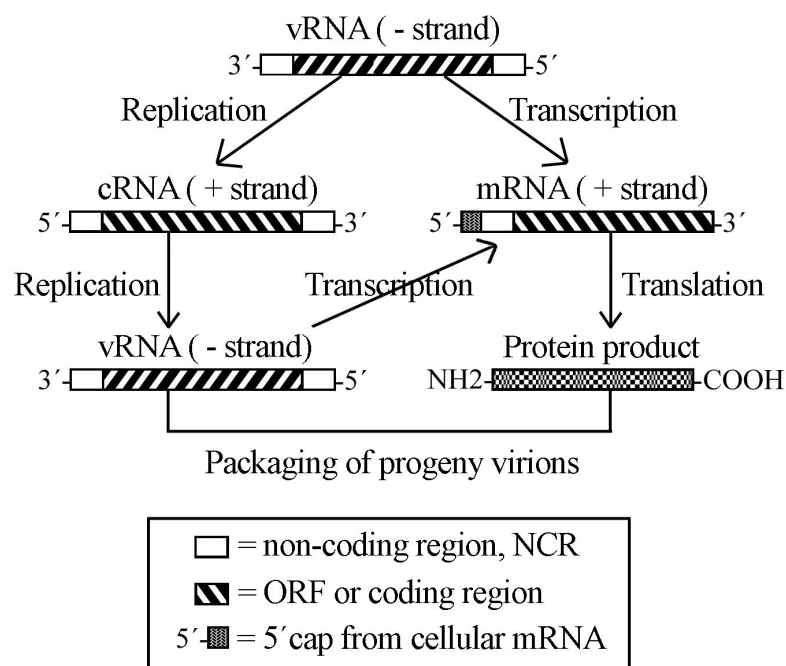 vRNA ( - strand)
3´ 5´
Replication Transcription
cRNA ( + strand) mRNA ( + strand)
5´ 3´ 5´ 3´
Replication Transcription Translation
vRNA ( - strand) Protein product
3´ 5´ NH2 COOH
Packaging of progeny virions
= non-coding region, NCR
= ORF or coding region
5´ = 5´cap from cellular mRNA